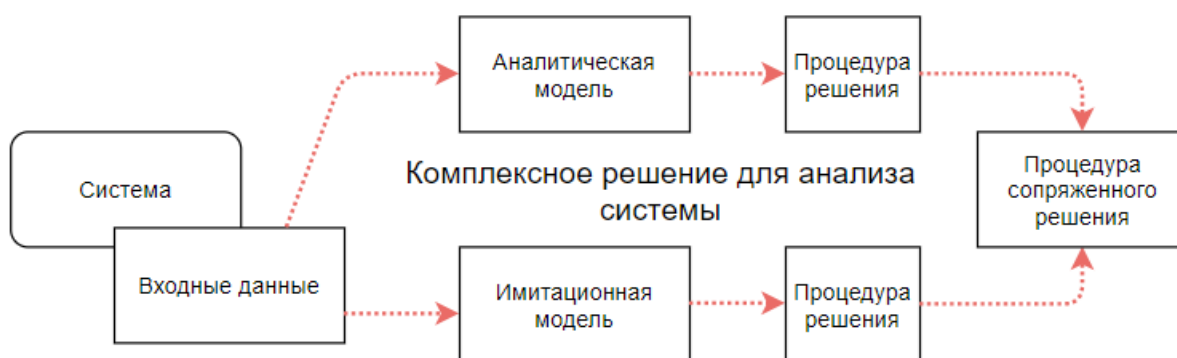 Аналитическая
модель
Процедура
решения
Система
Комплексное решение для анализа
системы
Процедура
сопряженного
решения
Входные данные
Имитационная
модель
Процедура
решения